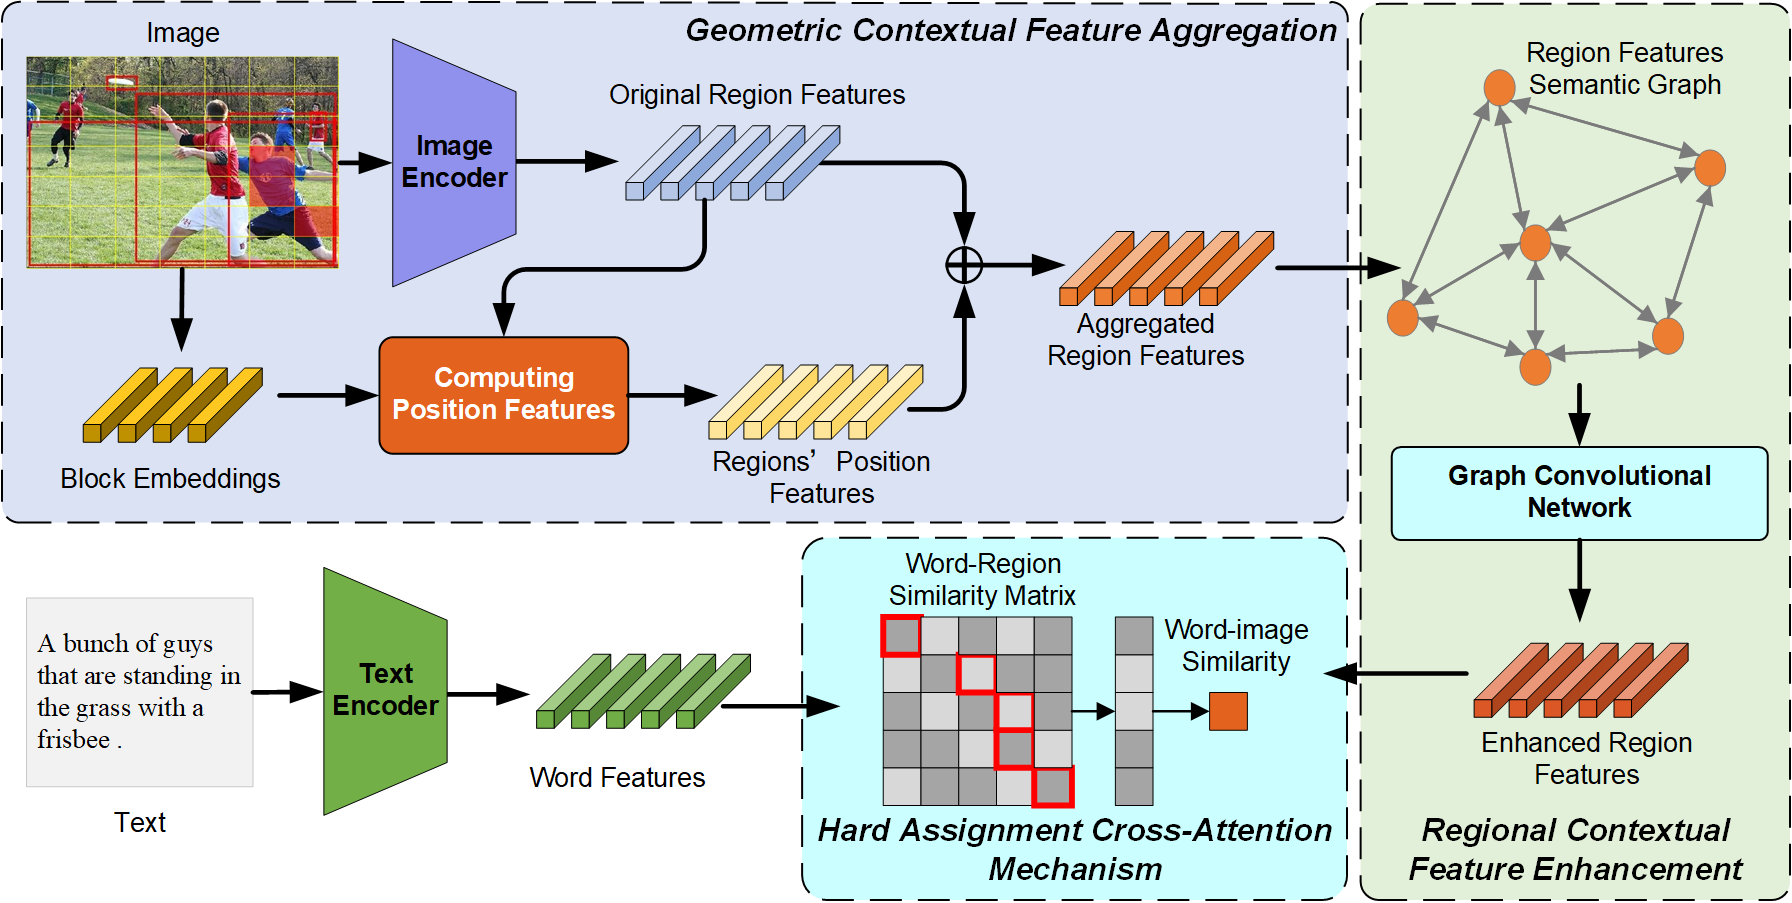 Geometric Contextual Feature Aggregation
Image
Image
Encoder
Original Region Features
Block Embeddings
Computing
Position Features
Regions’ Position
Features
Aggregated
Region Features
Region Features
Semantic Graph
Graph Convolutional
Network
Enhanced Region
Features
Regional Contextual
Feature Enhancement
A bunch of guys
that are standing in
the grass with a
frisbee .
Text
Text
Encoder
Word Features
Word-Region
Similarity Matrix
Word-image
Similarity
Hard Assignment Cross-Attention
Mechanism